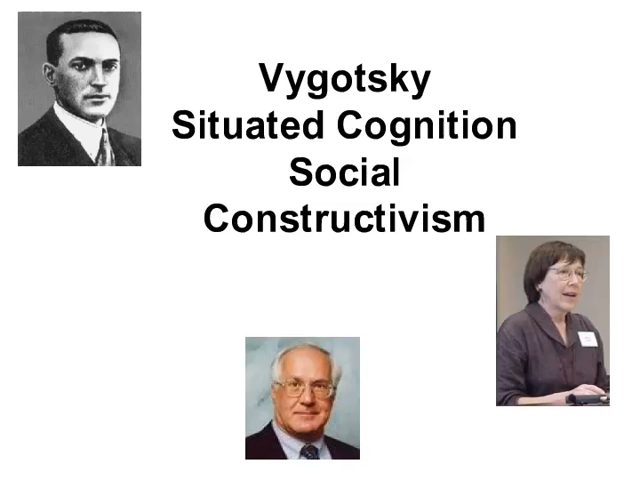 Vygotsky
Situated Cognition
Social
Constructivism